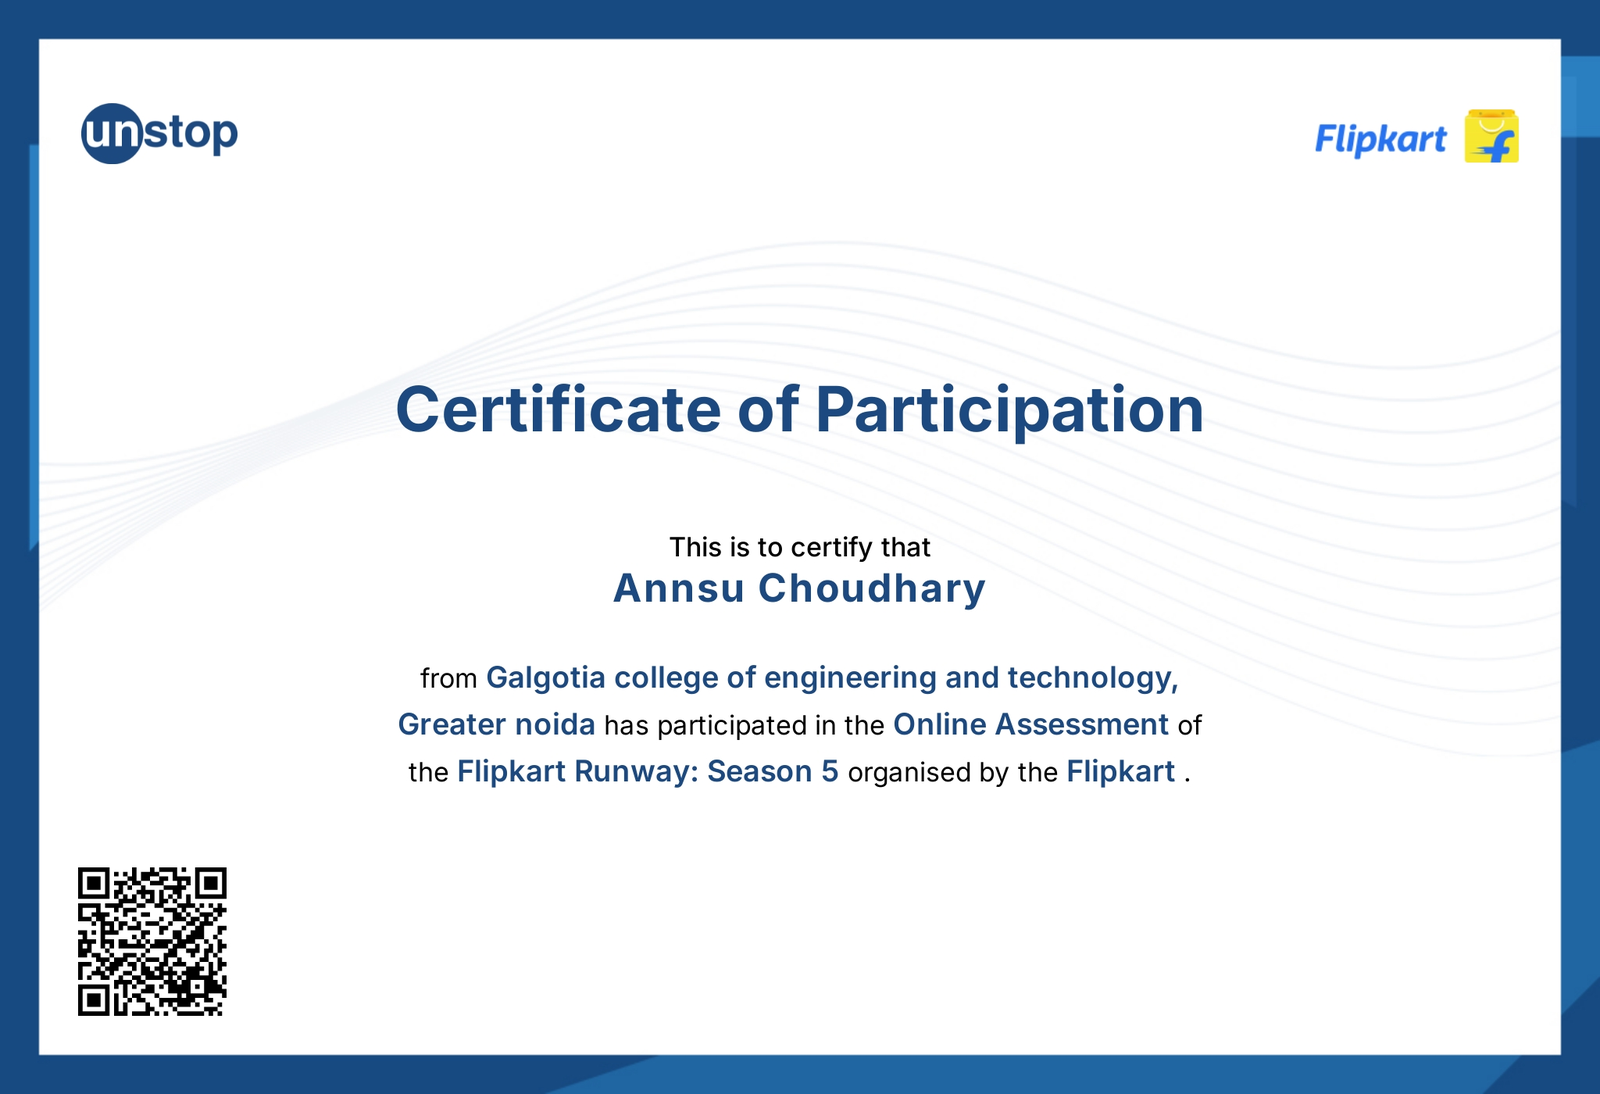 unstop
Flipkart
Certificate of Participation
This is to certify that
Annsu Choudhary
from Galgotia college of engineering and technology,
Greater noida has participated in the Online Assessment of
the Flipkart Runway: Season 5 organised by the Flipkart .